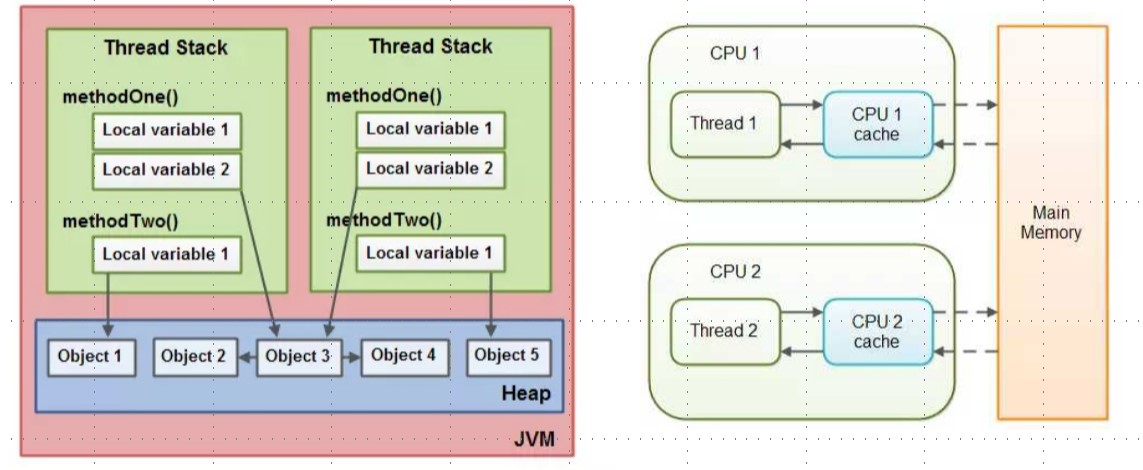 Thread Stack
methodOne()
Local variable 1
Local variable 2
methodTwo()
Local variable 1
Thread Stack
methodOne()
Local variable 1
Local variable 2
methodTwo()
Local variable 1
Object 1
Object 2
Object 3
Object 4
Object 5
Heap
JVM
CPU 1
Thread 1
CPU 1
cache
CPU 2
Thread 2
CPU 2
cache
Main
Memory